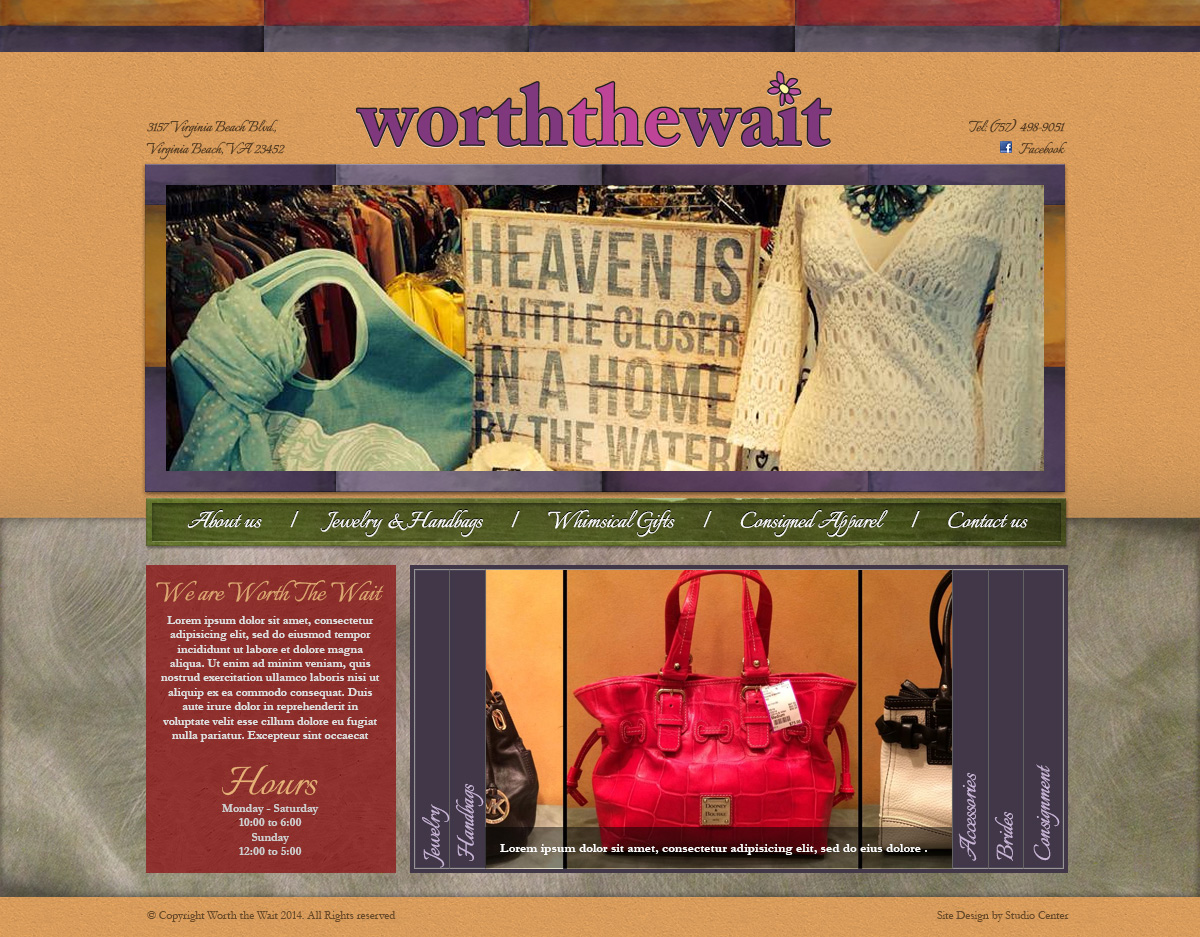 worththewait
3157 Virginia Beach Blvd.,
Virginia Beach, VA 23452
Tel: (757) 498-9051
Facebook
HEAVEN IS
A LITTLE CLOSER
IN A HOME
BY THE WATER
About us / Jewelry & Handbags / Whimsical Gifts / Consigned Apparel / Contact us
We are Worth The Wait
Lorem ipsum dolor sit amet, consectetur
adipisicing elit, sed do eiusmod tempor
incididunt ut labore et dolore magna
aliqua. Ut enim ad minim veniam, quis
nostrud exercitation ullamco laboris nisi ut
aliquip ex ea commodo consequat. Duis
aute irure dolor in reprehenderit in
voluptate velit esse cillum dolore eu fugiat
nulla pariatur. Excepteur sint occaecat
Hours
Monday - Saturday
10:00 to 6:00
Sunday
12:00 to 5:00
Jewelry
Handbags
MK
DOONEY
& BOURKE
Lorem ipsum dolor sit amet, consectetur adipisicing elit, sed do eius dolore .
Accessories
Brides
Consignment
© Copyright Worth the Wait 2014. All Rights reserved
Site Design by Studio Center